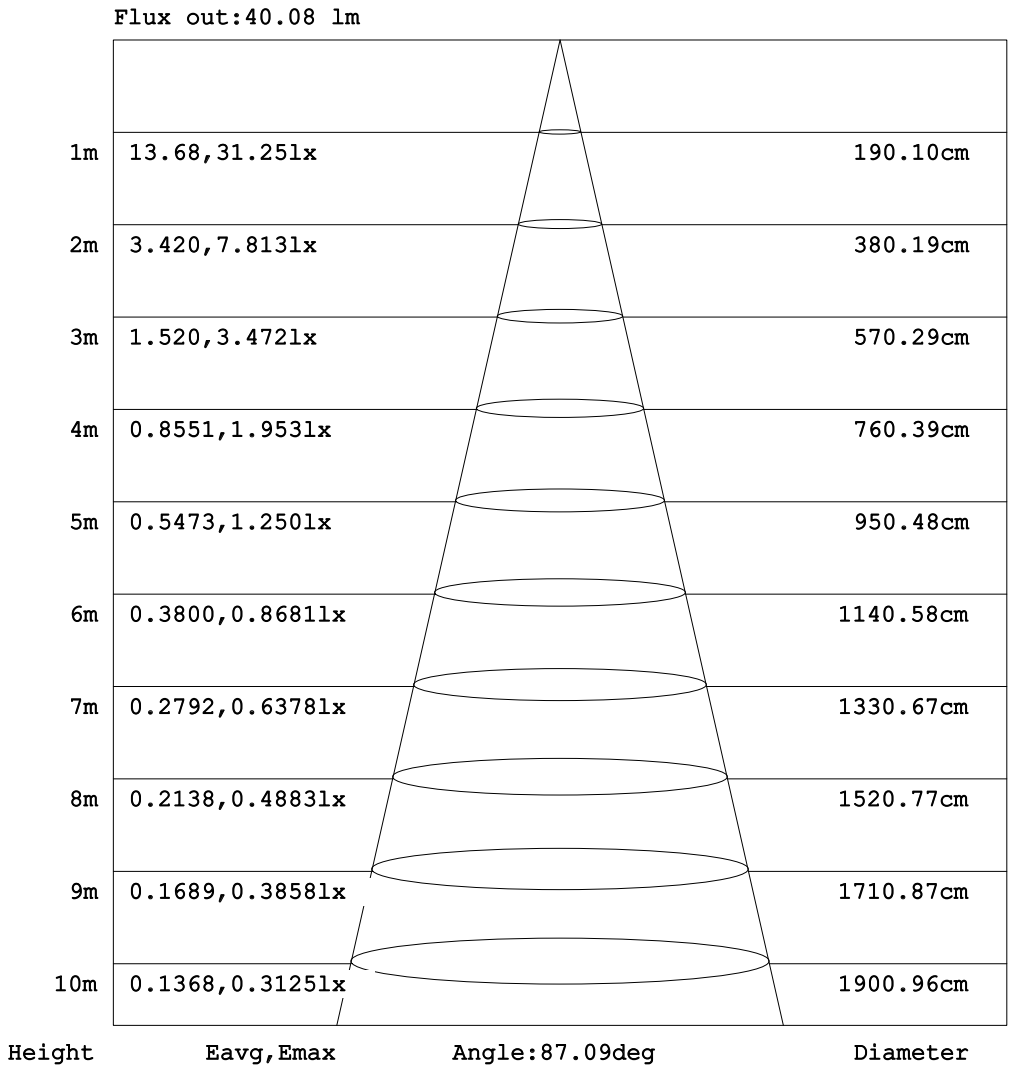 Flux out:40.08 lm
1m 13.68,31.25lx 190.10cm
2m 3.420,7.813lx 380.19cm
3m 1.520,3.472lx 570.29cm
4m 0.8551,1.953lx 760.39cm
5m 0.5473,1.250lx 950.48cm
6m 0.3800,0.8681lx 1140.58cm
7m 0.2792,0.6378lx 1330.67cm
8m 0.2138,0.4883lx 1520.77cm
9m 0.1689,0.3858lx 1710.87cm
10m 0.1368,0.3125lx 1900.96cm
Height Eavg,Emax Angle:87.09deg Diameter